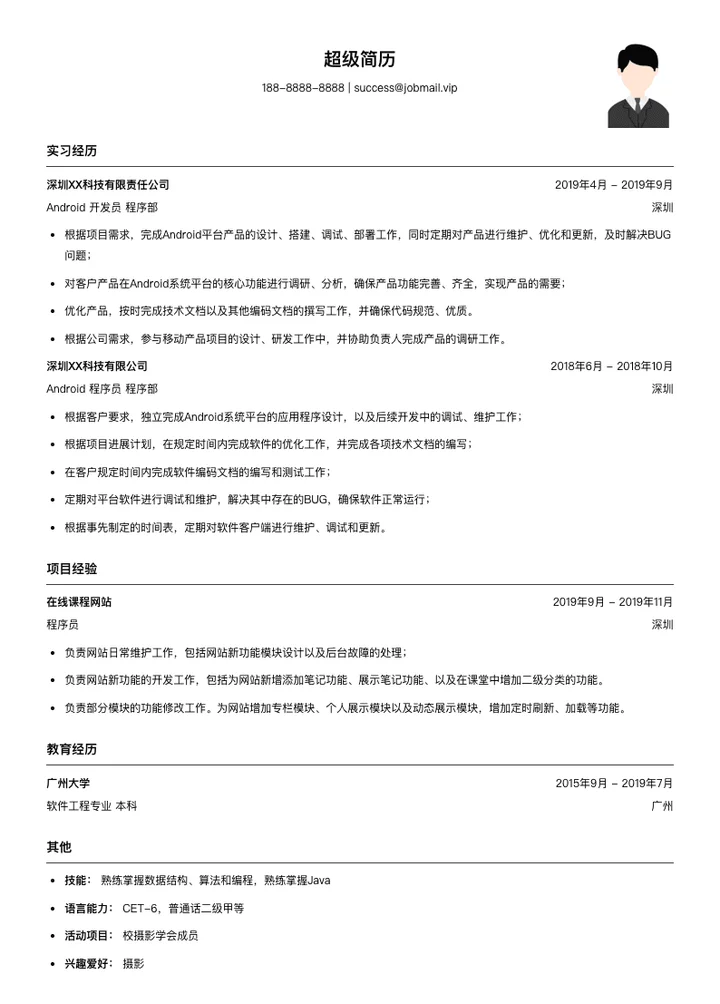 超级简历
188-8888-8888 | success@jobmail.vip
实习经历
深圳XX科技有限责任公司 2019年4月 – 2019年9月
Android 开发员 程序部 深圳
• 根据项目需求，完成Android平台产品的设计、搭建、调试、部署工作，同时定期对产品进行维护、优化和更新，及时解决BUG
问题；
• 对客户产品在Android系统平台的核心功能进行调研、分析，确保产品功能完善、齐全，实现产品的需要；
• 优化产品，按时完成技术文档以及其他编码文档的撰写工作，并确保代码规范、优质。
• 根据公司需求，参与移动产品项目的设计、研发工作中，并协助负责人完成产品的调研工作。
深圳XX科技有限公司 2018年6月 – 2018年10月
Android 程序员 程序部 深圳
• 根据客户要求，独立完成Android系统平台的应用程序设计，以及后续开发中的调试、维护工作；
• 根据项目进展计划，在规定时间内完成软件的优化工作，并完成各项技术文档的编写；
• 在客户规定时间内完成软件编码文档的编写和测试工作；
• 定期对平台软件进行调试和维护，解决其中存在的BUG，确保软件正常运行；
• 根据事先制定的时间表，定期对软件客户端进行维护、调试和更新。
项目经验
在线课程网站 2019年9月 – 2019年11月
程序员 深圳
• 负责网站日常维护工作，包括网站新功能模块设计以及后台故障的处理；
• 负责网站新功能的开发工作，包括为网站新增添加笔记功能、展示笔记功能、以及在课堂中增加二级分类的功能。
• 负责部分模块的功能修改工作。为网站增加专栏模块、个人展示模块以及动态展示模块，增加定时刷新、加载等功能。
教育经历
广州大学 2015年9月 – 2019年7月
软件工程专业 本科 广州
其他
• 技能： 熟练掌握数据结构、算法和编程，熟练掌握Java
• 语言能力： CET-6，普通话二级甲等
• 活动项目： 校摄影学会成员
• 兴趣爱好： 摄影